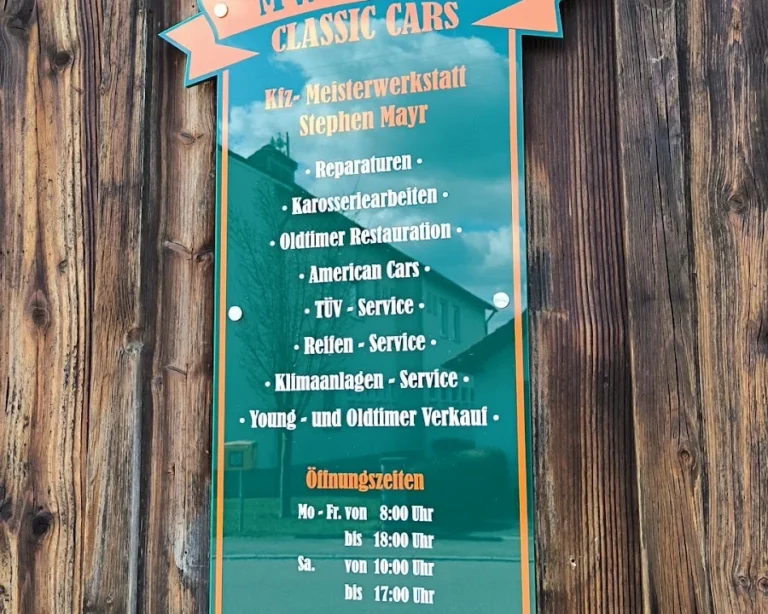 CLASSIC CARS
Kfz- Meisterwerkstatt
Stephen Mayr
• Reparaturen •
• Karosseriearbeiten •
• Oldtimer Restauration •
• American Cars •
• TÜV - Service •
• Reifen - Service •
• Klimaanlagen - Service •
• Young - und Oldtimer Verkauf •
Öffnungszeiten
Mo - Fr. von 8:00 Uhr
bis 18:00 Uhr
Sa. von 10:00 Uhr
bis 17:00 Uhr